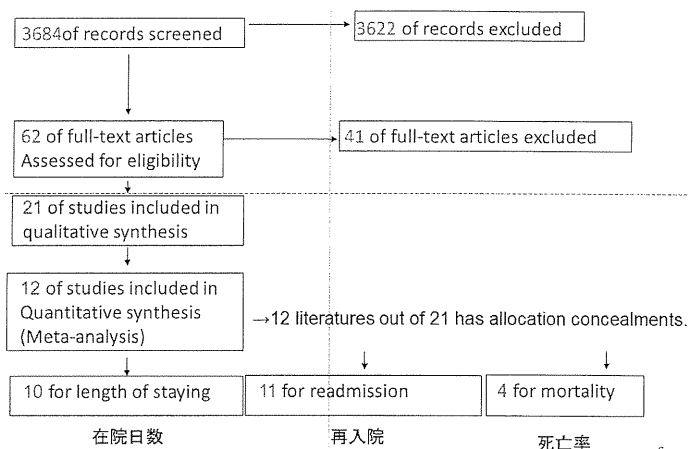 3684of records screened
3622 of records excluded
62 of full-text articles
Assessed for eligibility
41 of full-text articles excluded
21 of studies included in
qualitative synthesis
12 of studies included in
Quantitative synthesis
(Meta-analysis)
→12 literatures out of 21 has allocation concealments.
10 for length of staying
11 for readmission
4 for mortality
在院日数
再入院
死亡率